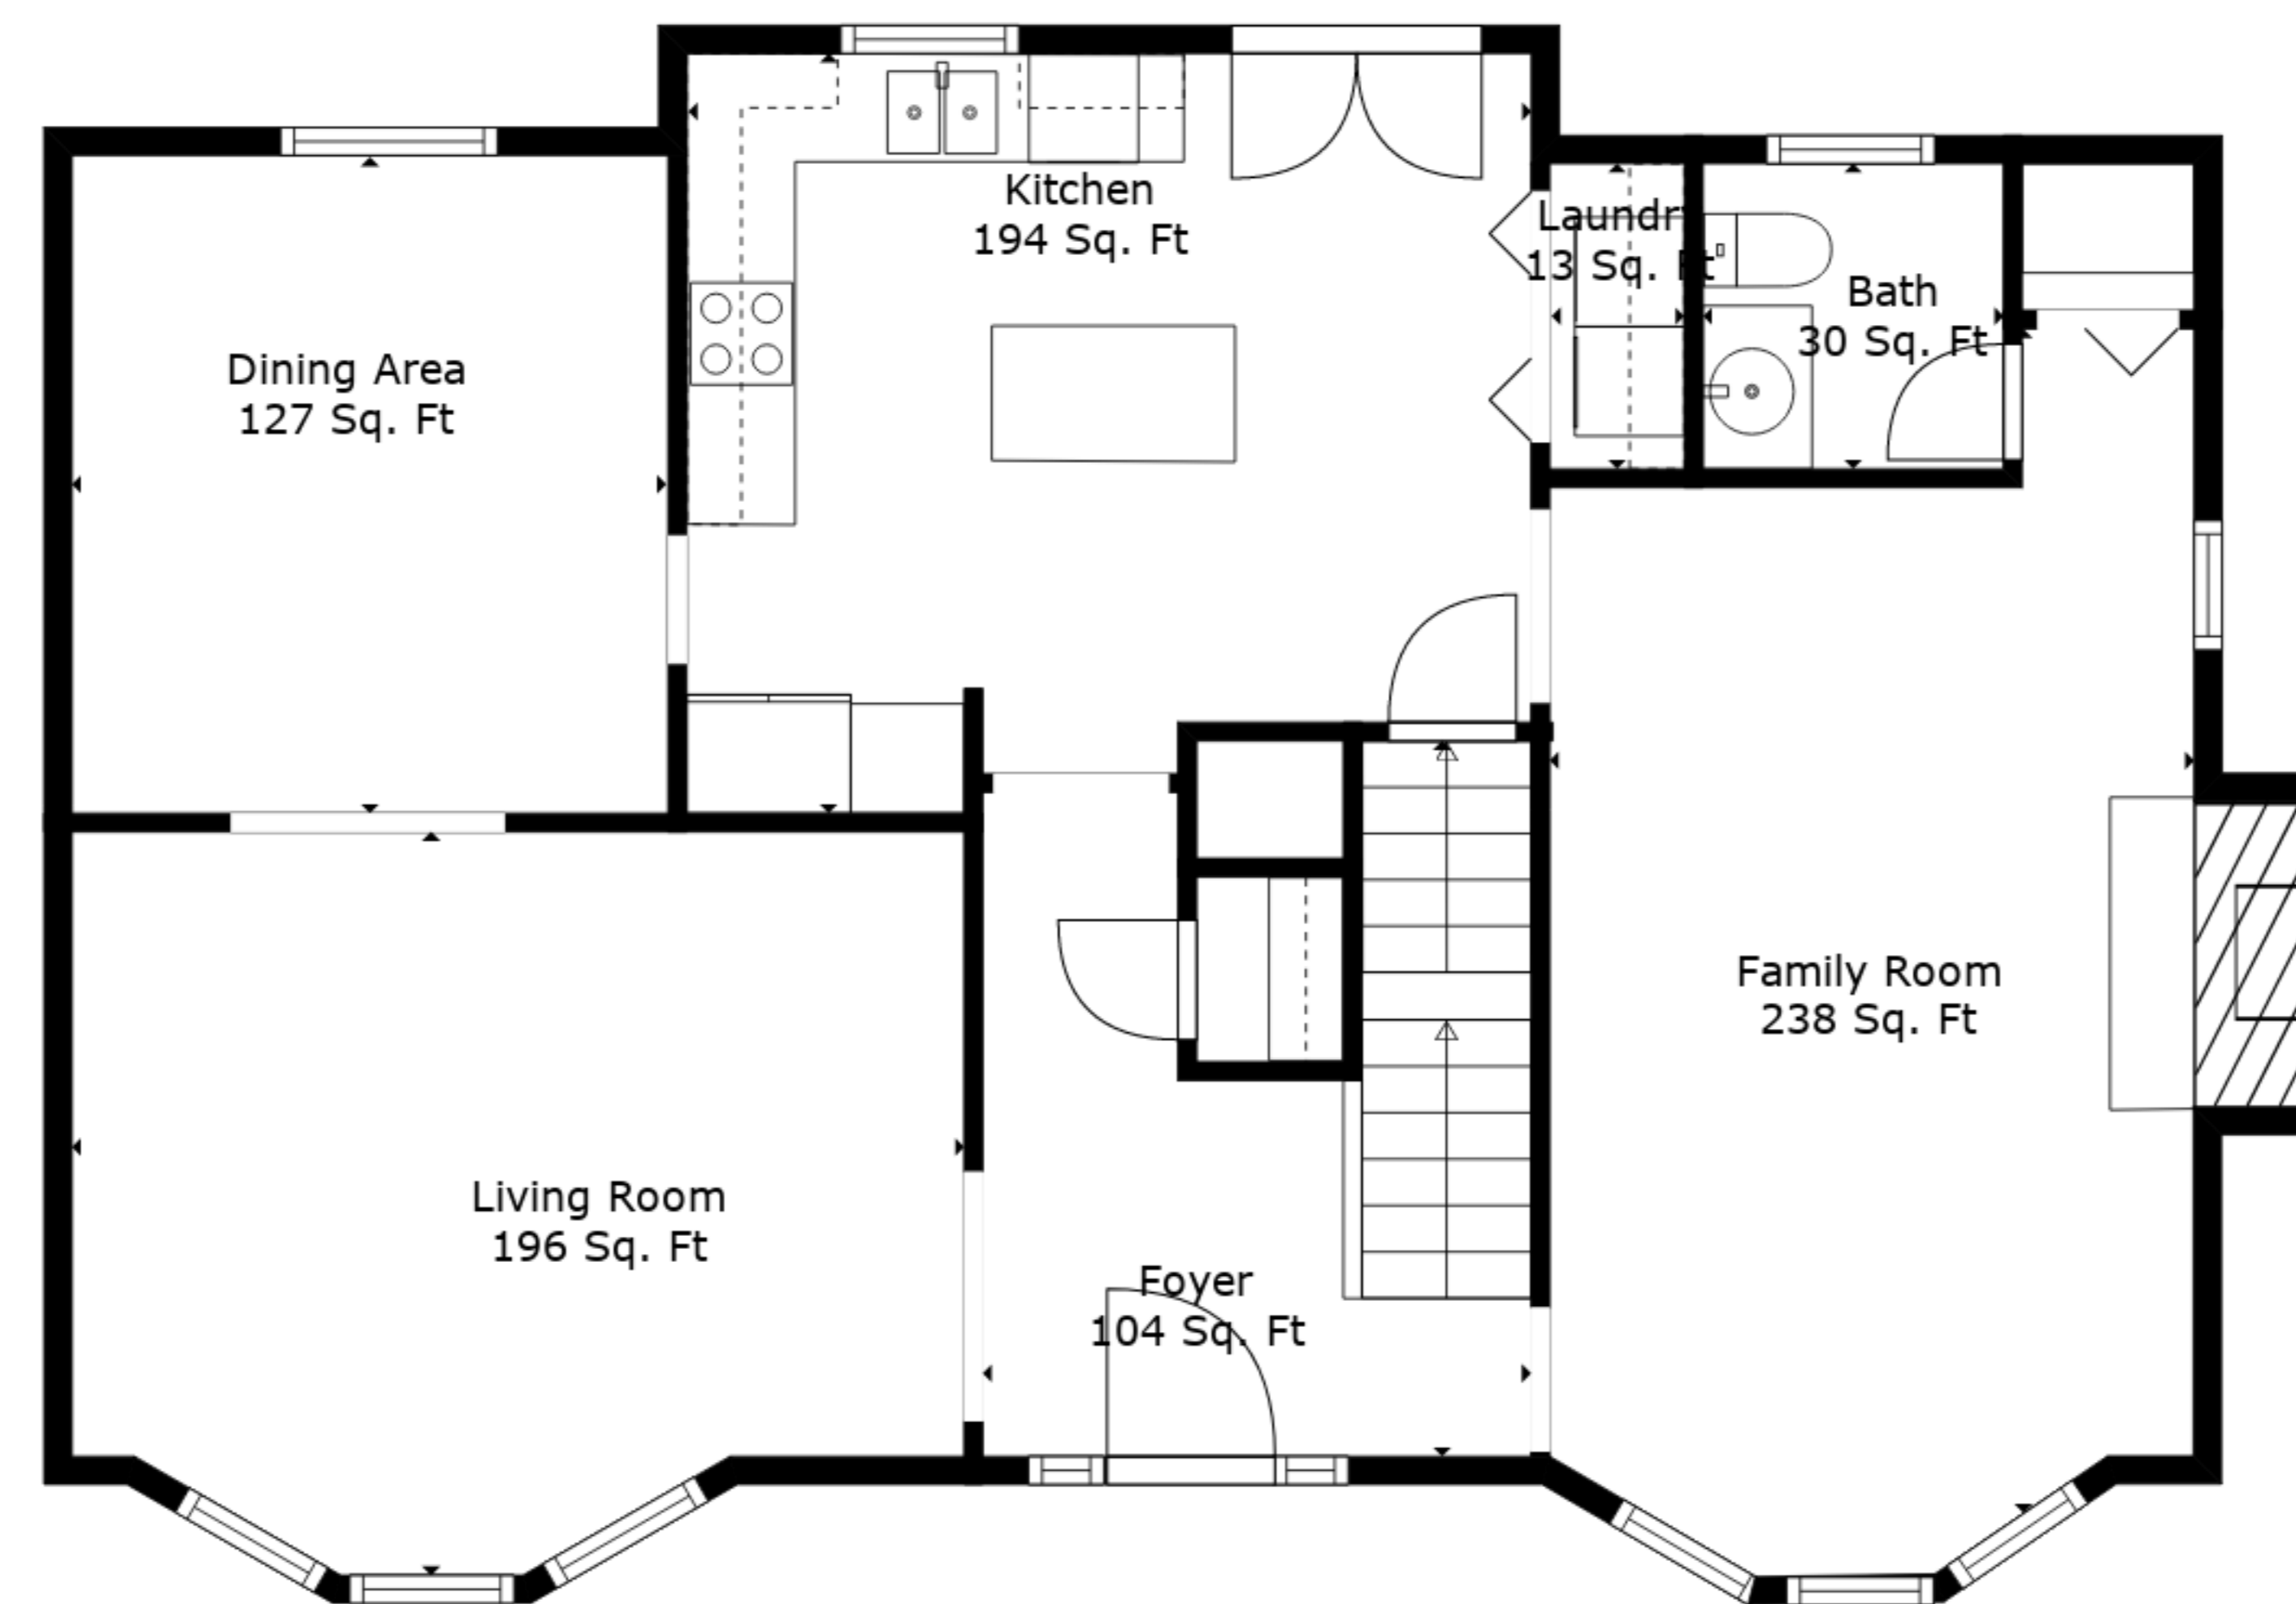 Kitchen
194 Sq. Ft
Laundry
13 Sq. Ft
Bath
30 Sq. Ft
Dining Area
127 Sq. Ft
Family Room
238 Sq. Ft
Living Room
196 Sq. Ft
Foyer
104 Sq. Ft